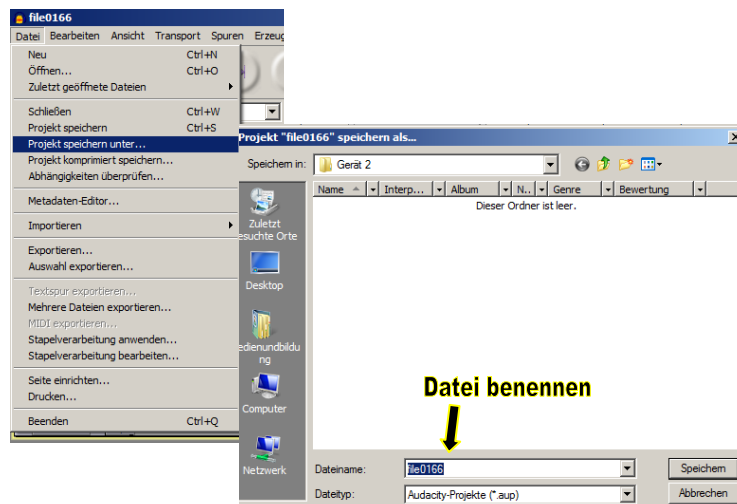 file0166
Datei Bearbeiten Ansicht Transport Spuren Erzeug
Neu Ctrl+N
Öffnen... Ctrl+O
Zuletzt geöffnete Dateien
Schließen Ctrl+W
Projekt speichern Ctrl+S
Projekt speichern unter...
Projekt komprimiert speichern...
Abhängigkeiten überprüfen...
Metadaten-Editor...
Importieren
Exportieren...
Auswahl exportieren...
Textspur exportieren...
Mehrere Dateien exportieren...
MIDI exportieren...
Stapelverarbeitung anwenden...
Stapelverarbeitung bearbeiten...
Seite einrichten...
Drucken...
Beenden Ctrl+Q
Projekt "file0166" speichern als...
Speichern in: Gerät 2
Name Interp... Album N.. Genre Bewertung
Dieser Ordner ist leer.
Zuletzt
esuchte Orte
Desktop
edienundbildu
ng
Computer
Netzwerk
Datei benennen
Dateiname: file0166 Speichern
Dateityp: Audacity-Projekte (*.aup) Abbrechen